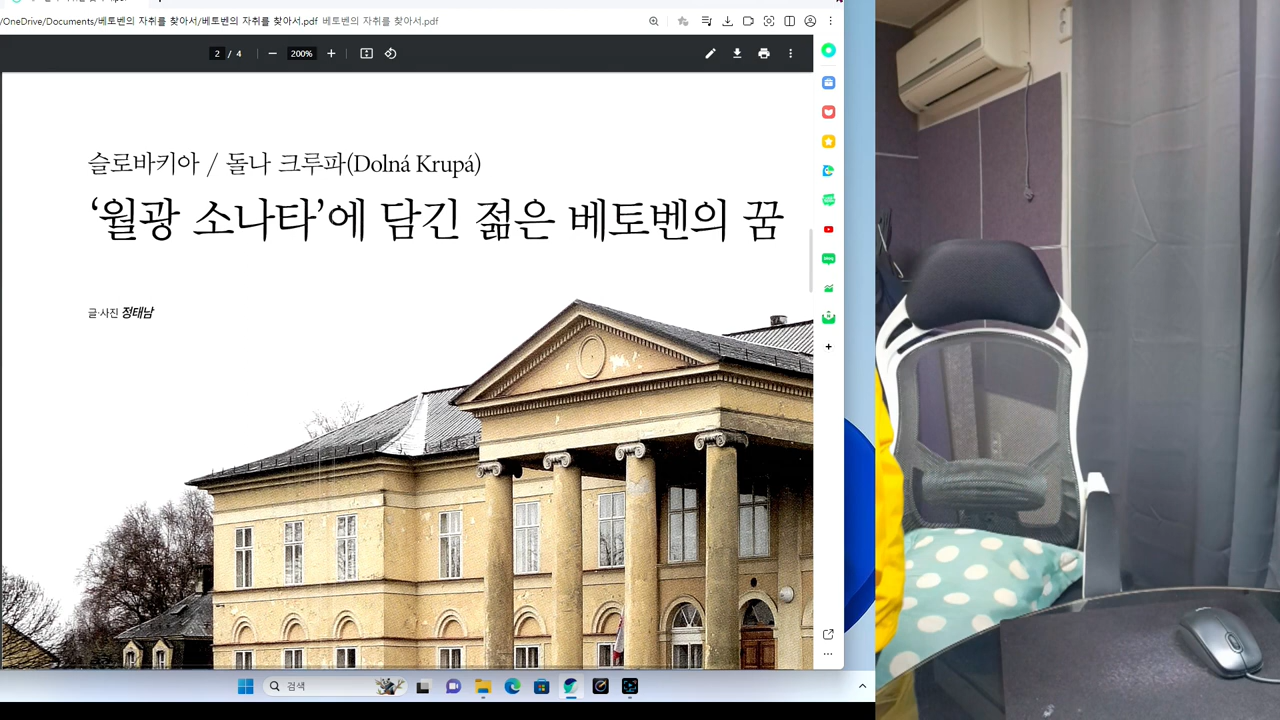 /OneDrive/Documents/베토벤의 자취를 찾아서/베토벤의 자취를 찾아서.pdf 베토벤의 자취를 찾아서.pdf
2 / 4
200%
슬로바키아 / 돌나 크루파(Dolná Krupá)
‘월광 소나타’에 담긴 젊은 베토벤의 꿈
글·사진 정태남
검색